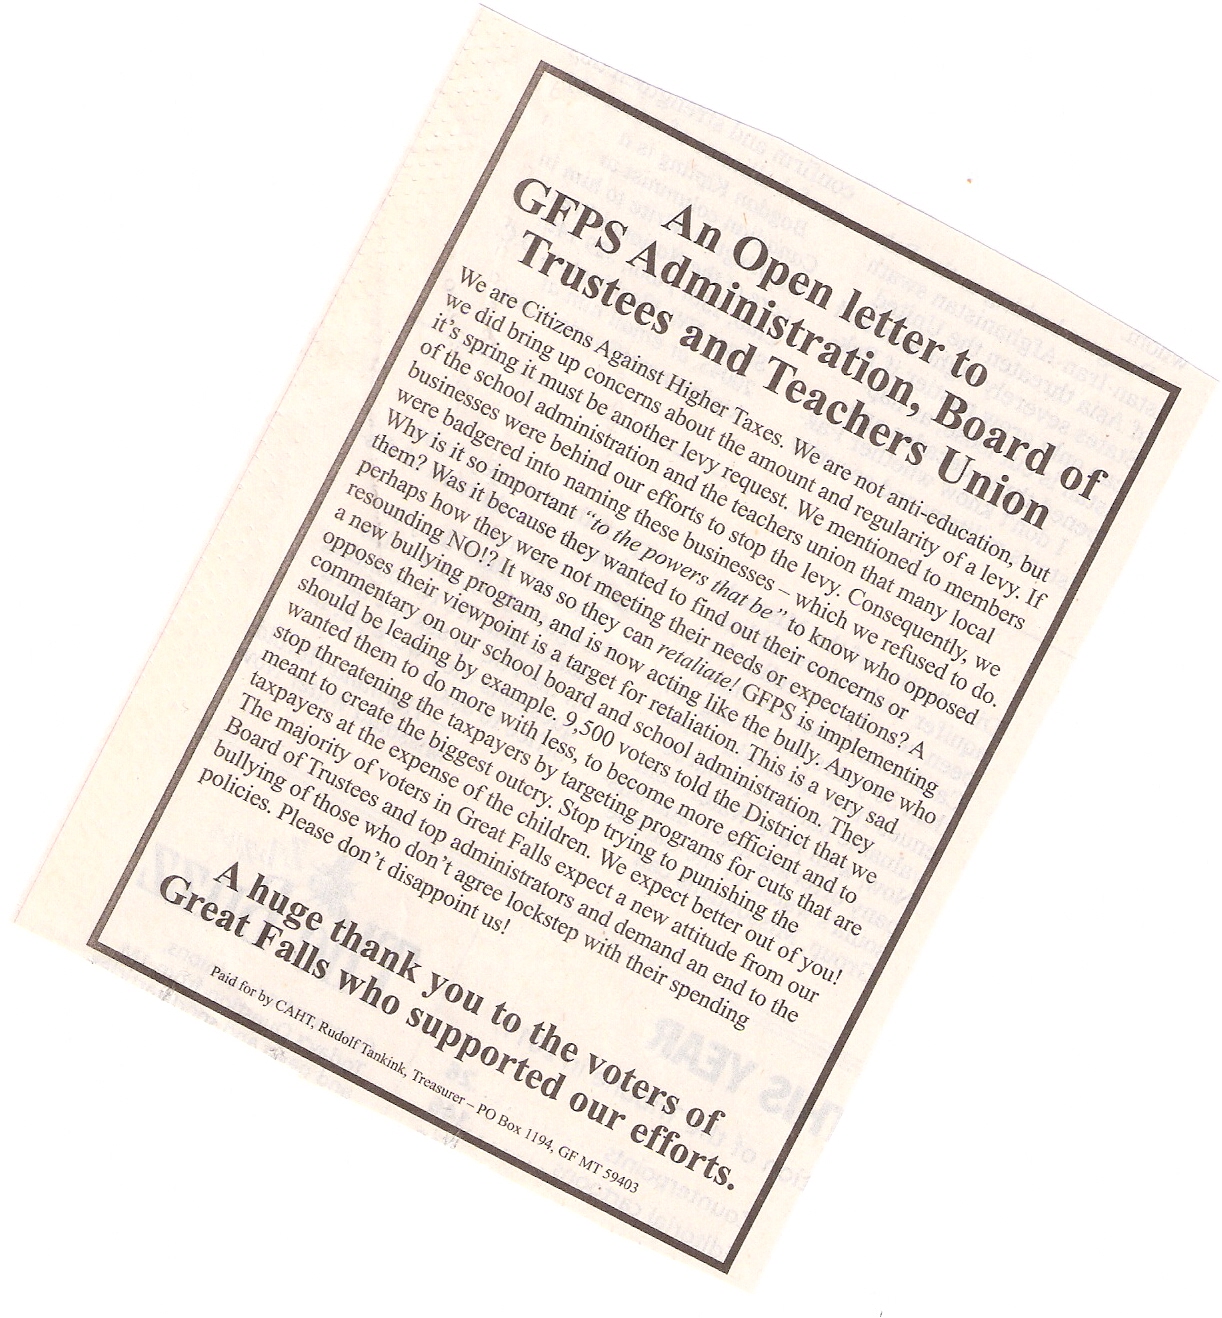 An Open letter to
GFPS Administration, Board of
Trustees and Teachers Union
We are Citizens Against Higher Taxes. We are not anti-education, but
we did bring up concerns about the amount and regularity of a levy. If
it's spring it must be another levy request. We mentioned to members
of the school administration and the teachers union that many local
businesses were behind our efforts to stop the levy. Consequently, we
were badgered into naming these businesses – which we refused to do.
Why is it so important “to the powers that be” to know who opposed
them? Was it because they wanted to find out their concerns or
perhaps how they were not meeting their needs or expectations? A
resounding NO!? It was so they can retaliate! GFPS is implementing
a new bullying program, and is now acting like the bully. Anyone who
opposes their viewpoint is a target for retaliation. This is a very sad
commentary on our school board and school administration. They
should be leading by example. 9,500 voters told the District that we
wanted them to do more with less, to become more efficient and to
stop threatening the taxpayers by targeting programs for cuts that are
meant to create the biggest outcry. Stop trying to punishing the
taxpayers at the expense of the children. We expect better out of you!
The majority of voters in Great Falls expect a new attitude from our
Board of Trustees and top administrators and demand an end to the
bullying of those who don't agree lockstep with their spending
policies. Please don't disappoint us!
A huge thank you to the voters of
Great Falls who supported our efforts.
Paid for by CAHT, Rudolf Tankink, Treasurer – PO Box 1194, GF MT 59403